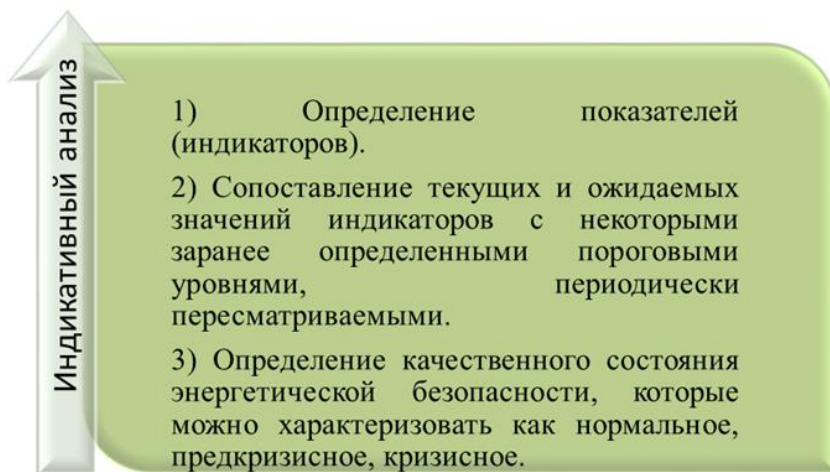 Индикативный анализ
1) Определение показателей
(индикаторов).
2) Сопоставление текущих и ожидаемых
значений индикаторов с некоторыми
заранее определенными пороговыми
уровнями, периодически
пересматриваемыми.
3) Определение качественного состояния
энергетической безопасности, которые
можно характеризовать как нормальное,
предкризисное, кризисное.